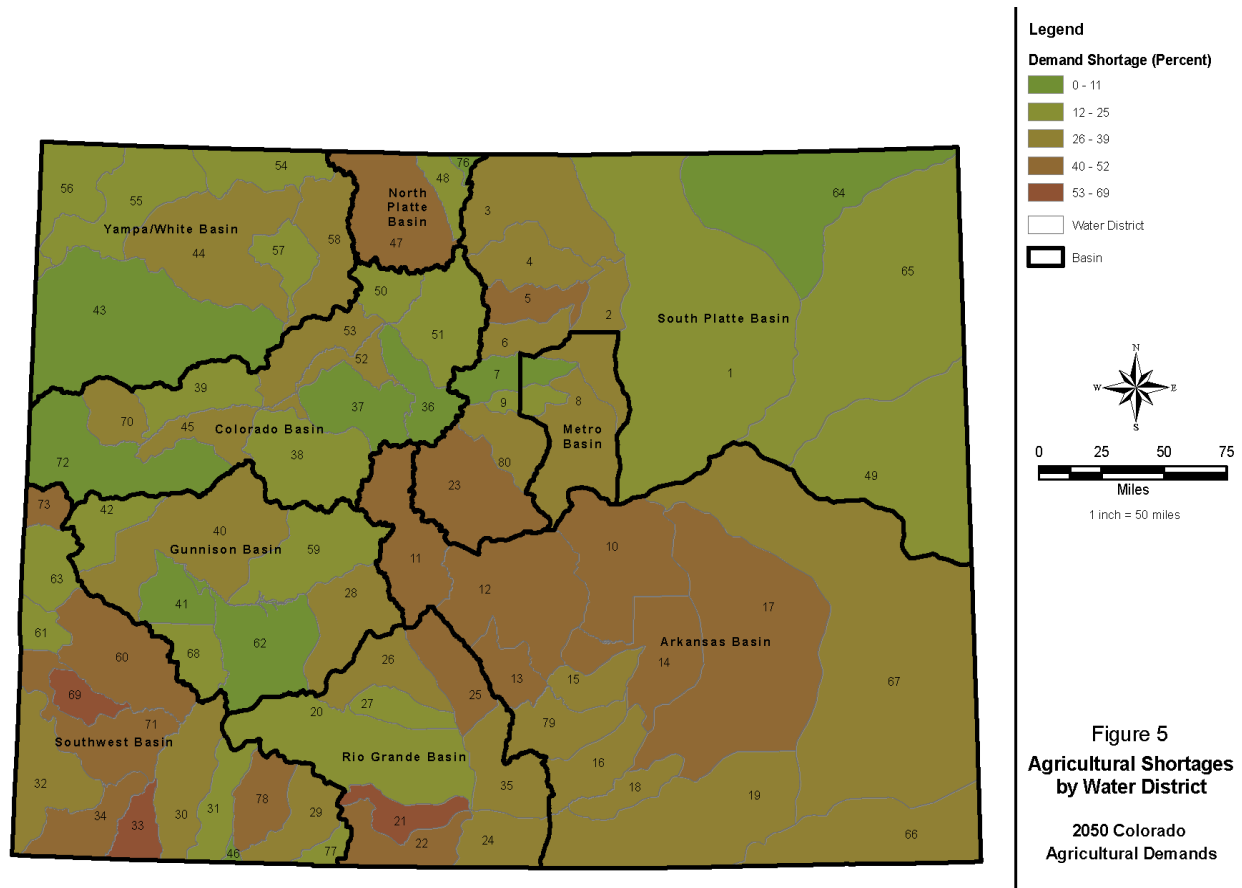 Legend
Demand Shortage (Percent)
0 - 11
12 - 25
26 - 39
40 - 52
53 - 69
Water District
Basin
N
W E
S
0 25 50 75
Miles
1 inch = 50 miles
Figure 5
Agricultural Shortages
by Water District
2050 Colorado
Agricultural Demands
56
55
54
Yampa/White Basin
44
57
58
43
North
Platte
Basin
47
48
76
3
4
5
2
6
7
9
8
Metro
Basin
80
23
South Platte Basin
1
64
65
49
50
51
53
52
39
70
45
Colorado Basin
37
36
38
72
73
42
40
Gunnison Basin
59
41
28
62
68
63
61
60
69
71
Southwest Basin
32
34
33
30
31
46
78
29
77
26
27
20
25
Rio Grande Basin
35
21
22
24
11
12
10
17
Arkansas Basin
14
13
15
79
16
18
19
67
66